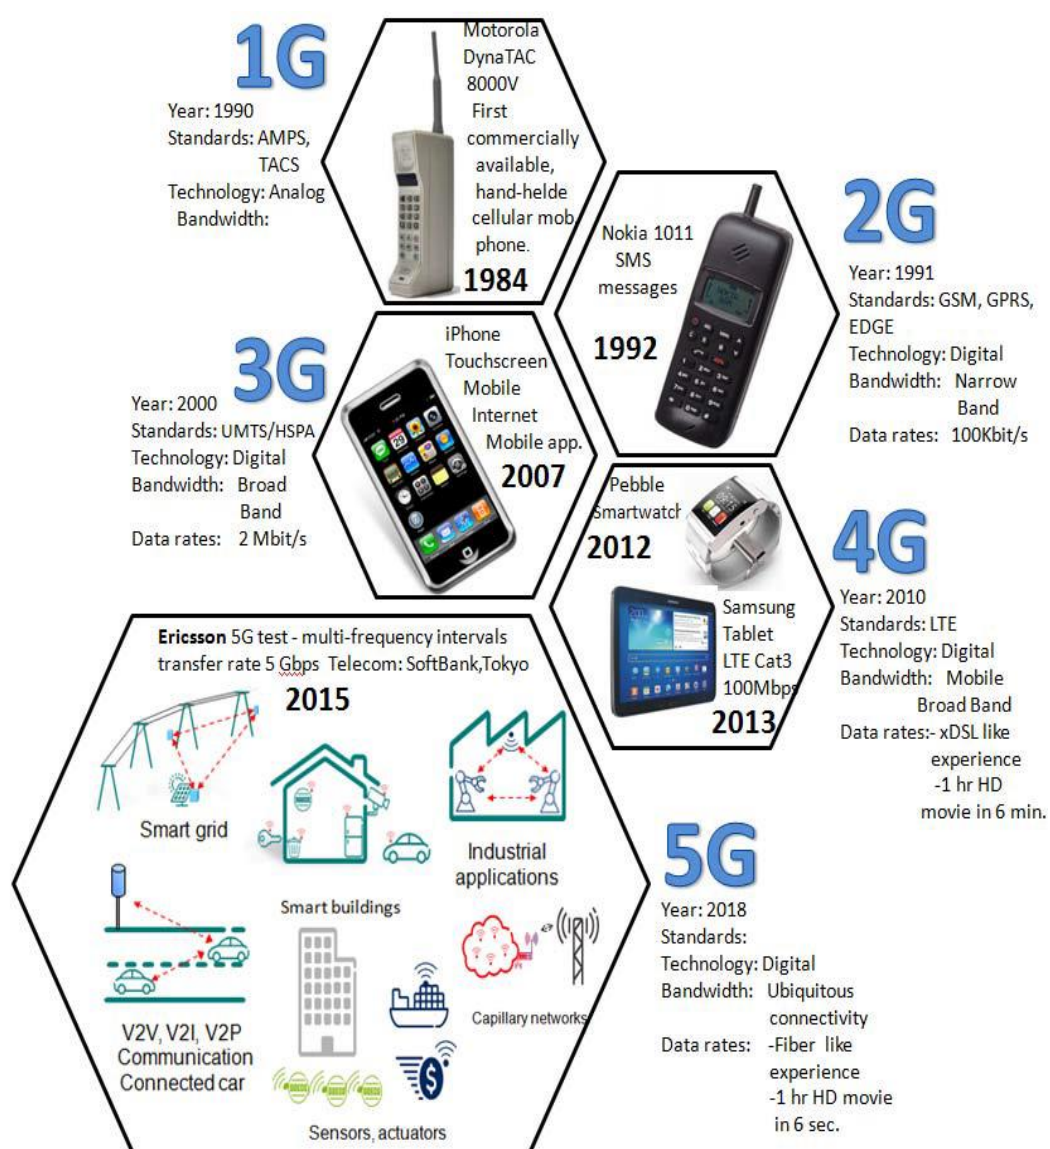 1G
Year: 1990
Standards: AMPS,
TACS
Technology: Analog
Bandwidth:
Motorola
DynaTAC
8000V
First
commercially
available,
hand-helde
cellular mob
phone.
1984
2G
Year: 1991
Standards: GSM, GPRS,
EDGE
Technology: Digital
Bandwidth: Narrow
Band
Data rates: 100Kbit/s
Nokia 1011
SMS
messages
1992
3G
Year: 2000
Standards: UMTS/HSPA
Technology: Digital
Bandwidth: Broad
Band
Data rates: 2 Mbit/s
iPhone
Touchscreen
Mobile
Internet
Mobile app.
2007
4G
Year: 2010
Standards: LTE
Technology: Digital
Bandwidth: Mobile
Broad Band
Data rates:- xDSL like
experience
-1 hr HD
movie in 6 min.
Pebble
Smartwatch
2012
Samsung
Tablet
LTE Cat3
100Mbps
2013
Ericsson 5G test - multi-frequency intervals
transfer rate 5 Gbps Telecom: SoftBank,Tokyo
2015
Smart grid
Smart buildings
Industrial
applications
V2V, V2I, V2P
Communication
Connected car
Capillary networks
Sensors, actuators
5G
Year: 2018
Standards:
Technology: Digital
Bandwidth: Ubiquitous
connectivity
Data rates: -Fiber like
experience
-1 hr HD movie
in 6 sec.